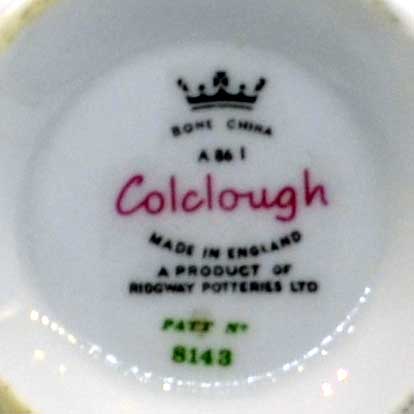 BONE CHINA
A 86 1
Colclough
MADE IN ENGLAND
A PRODUCT OF
RIDGWAY POTTERIES LTD
PATT Nº
8143